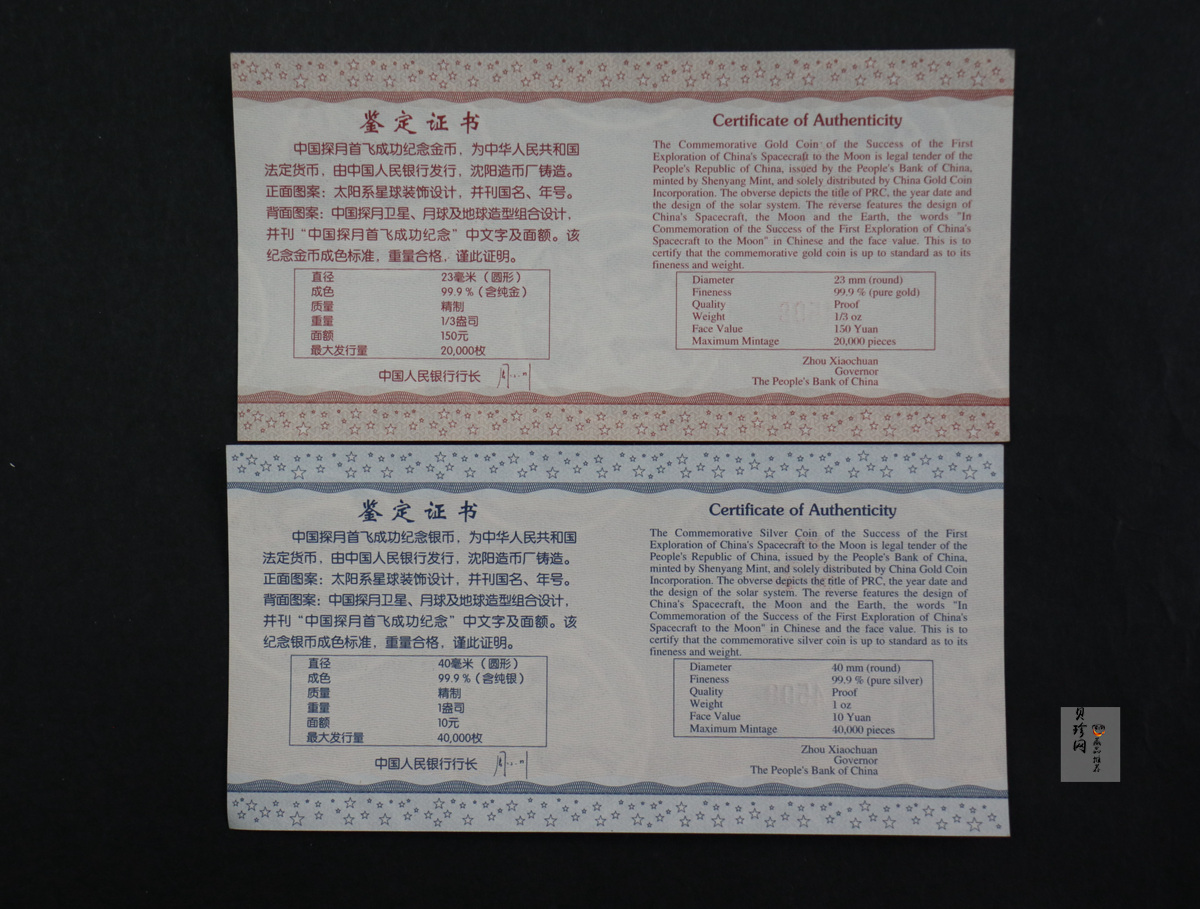 鉴定证书
中国探月首飞成功纪念金币，为中华人民共和国
法定货币，由中国人民银行发行，沈阳造币厂铸造。
正面图案：太阳系星球装饰设计，并刊国名、年号。
背面图案：中国探月卫星、月球及地球造型组合设计，
并刊“中国探月首飞成功纪念”中文字及面额。该
纪念金币成色标准，重量合格，谨此证明。
直径 23毫米（圆形）
成色 99.9％（含纯金）
质量 精制
重量 1/3盎司
面额 150元
最大发行量 20,000枚
中国人民银行行长
Certificate of Authenticity
The Commemorative Gold Coin of the Success of the First
Exploration of China's Spacecraft to the Moon is legal tender of the
People's Republic of China, issued by the People's Bank of China,
minted by Shenyang Mint, and solely distributed by China Gold Coin
Incorporation. The obverse depicts the title of PRC, the year date and
the design of the solar system. The reverse features the design of
China's Spacecraft, the Moon and the Earth, the words "In
Commemoration of the Success of the First Exploration of China's
Spacecraft to the Moon" in Chinese and the face value. This is to
certify that the commemorative gold coin is up to standard as to its
fineness and weight.
Diameter 23 mm (round)
Fineness 99.9 % (pure gold)
Quality Proof
Weight 1/3 oz
Face Value 150 Yuan
Maximum Mintage 20,000 pieces
Zhou Xiaochuan
Governor
The People's Bank of China
鉴定证书
中国探月首飞成功纪念银币，为中华人民共和国
法定货币，由中国人民银行发行，沈阳造币厂铸造。
正面图案：太阳系星球装饰设计，并刊国名、年号。
背面图案：中国探月卫星、月球及地球造型组合设计，
并刊“中国探月首飞成功纪念”中文字及面额。该
纪念银币成色标准，重量合格，谨此证明。
直径 40毫米（圆形）
成色 99.9％（含纯银）
质量 精制
重量 1盎司
面额 10元
最大发行量 40,000枚
中国人民银行行长
Certificate of Authenticity
The Commemorative Silver Coin of the Success of the First
Exploration of China's Spacecraft to the Moon is legal tender of the
People's Republic of China, issued by the People's Bank of China,
minted by Shenyang Mint, and solely distributed by China Gold Coin
Incorporation. The obverse depicts the title of PRC, the year date and
the design of the solar system. The reverse features the design of
China's Spacecraft, the Moon and the Earth, the words "In
Commemoration of the Success of the First Exploration of China's
Spacecraft to the Moon" in Chinese and the face value. This is to
certify that the commemorative silver coin is up to standard as to its
fineness and weight.
Diameter 40 mm (round)
Fineness 99.9 % (pure silver)
Quality Proof
Weight 1 oz
Face Value 10 Yuan
Maximum Mintage 40,000 pieces
Zhou Xiaochuan
Governor
The People's Bank of China
贝珍网
藏品推荐